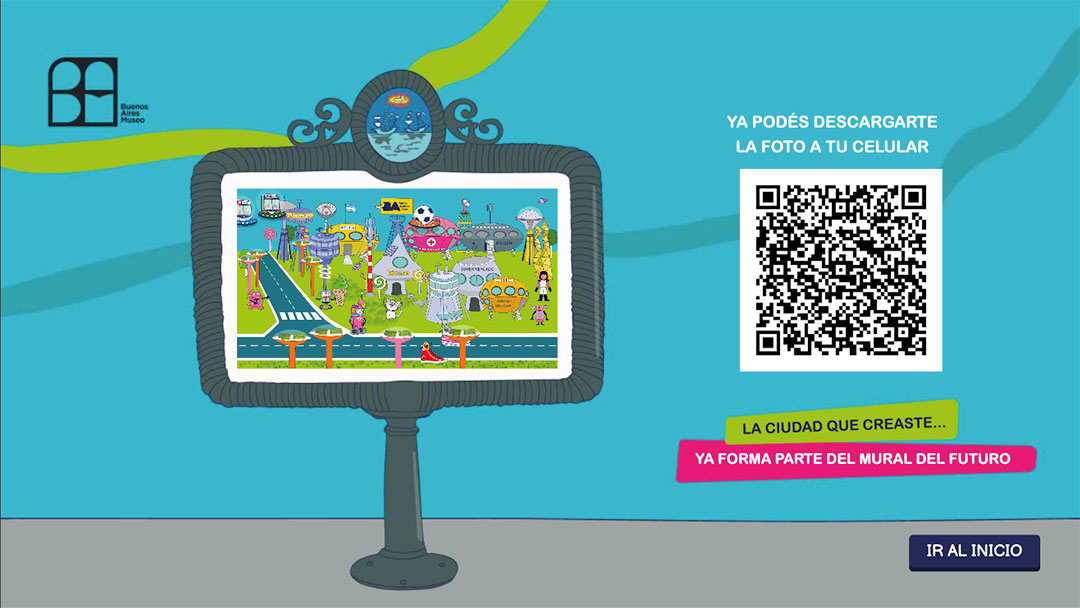 Buenos
Aires
Museo
YA PODÉS DESCARGARTE
LA FOTO A TU CELULAR
BA
LA CIUDAD QUE CREASTE...
YA FORMA PARTE DEL MURAL DEL FUTURO
IR AL INICIO